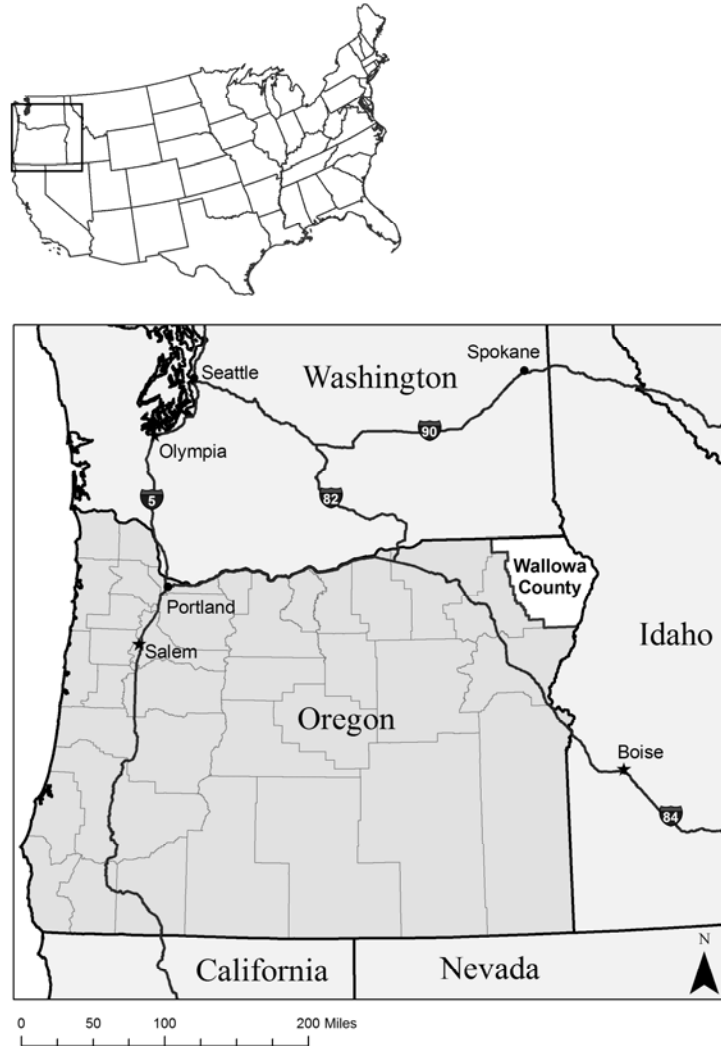 Seattle
Spokane
Washington
90
Olympia
5
82
Wallowa
County
Portland
Idaho
Salem
Oregon
Boise
84
N
California
Nevada
0 50 100 200 Miles